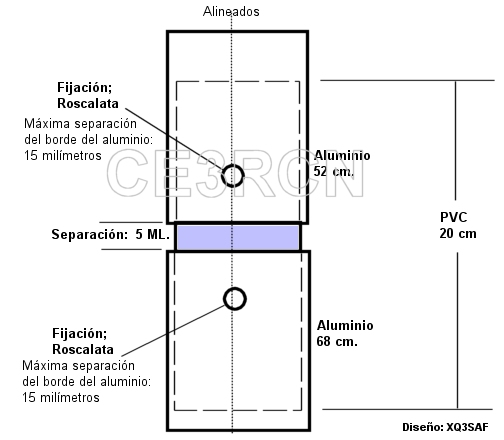 Alineados
Fijación;
Roscalata
Máxima separación
del borde del aluminio:
15 milímetros
CE3RCN
Aluminio
52 cm.
PVC
20 cm
Separación: 5 ML.
Aluminio
68 cm.
Fijación;
Roscalata
Máxima separación
del borde del aluminio:
15 milímetros
Diseño: XQ3SAF